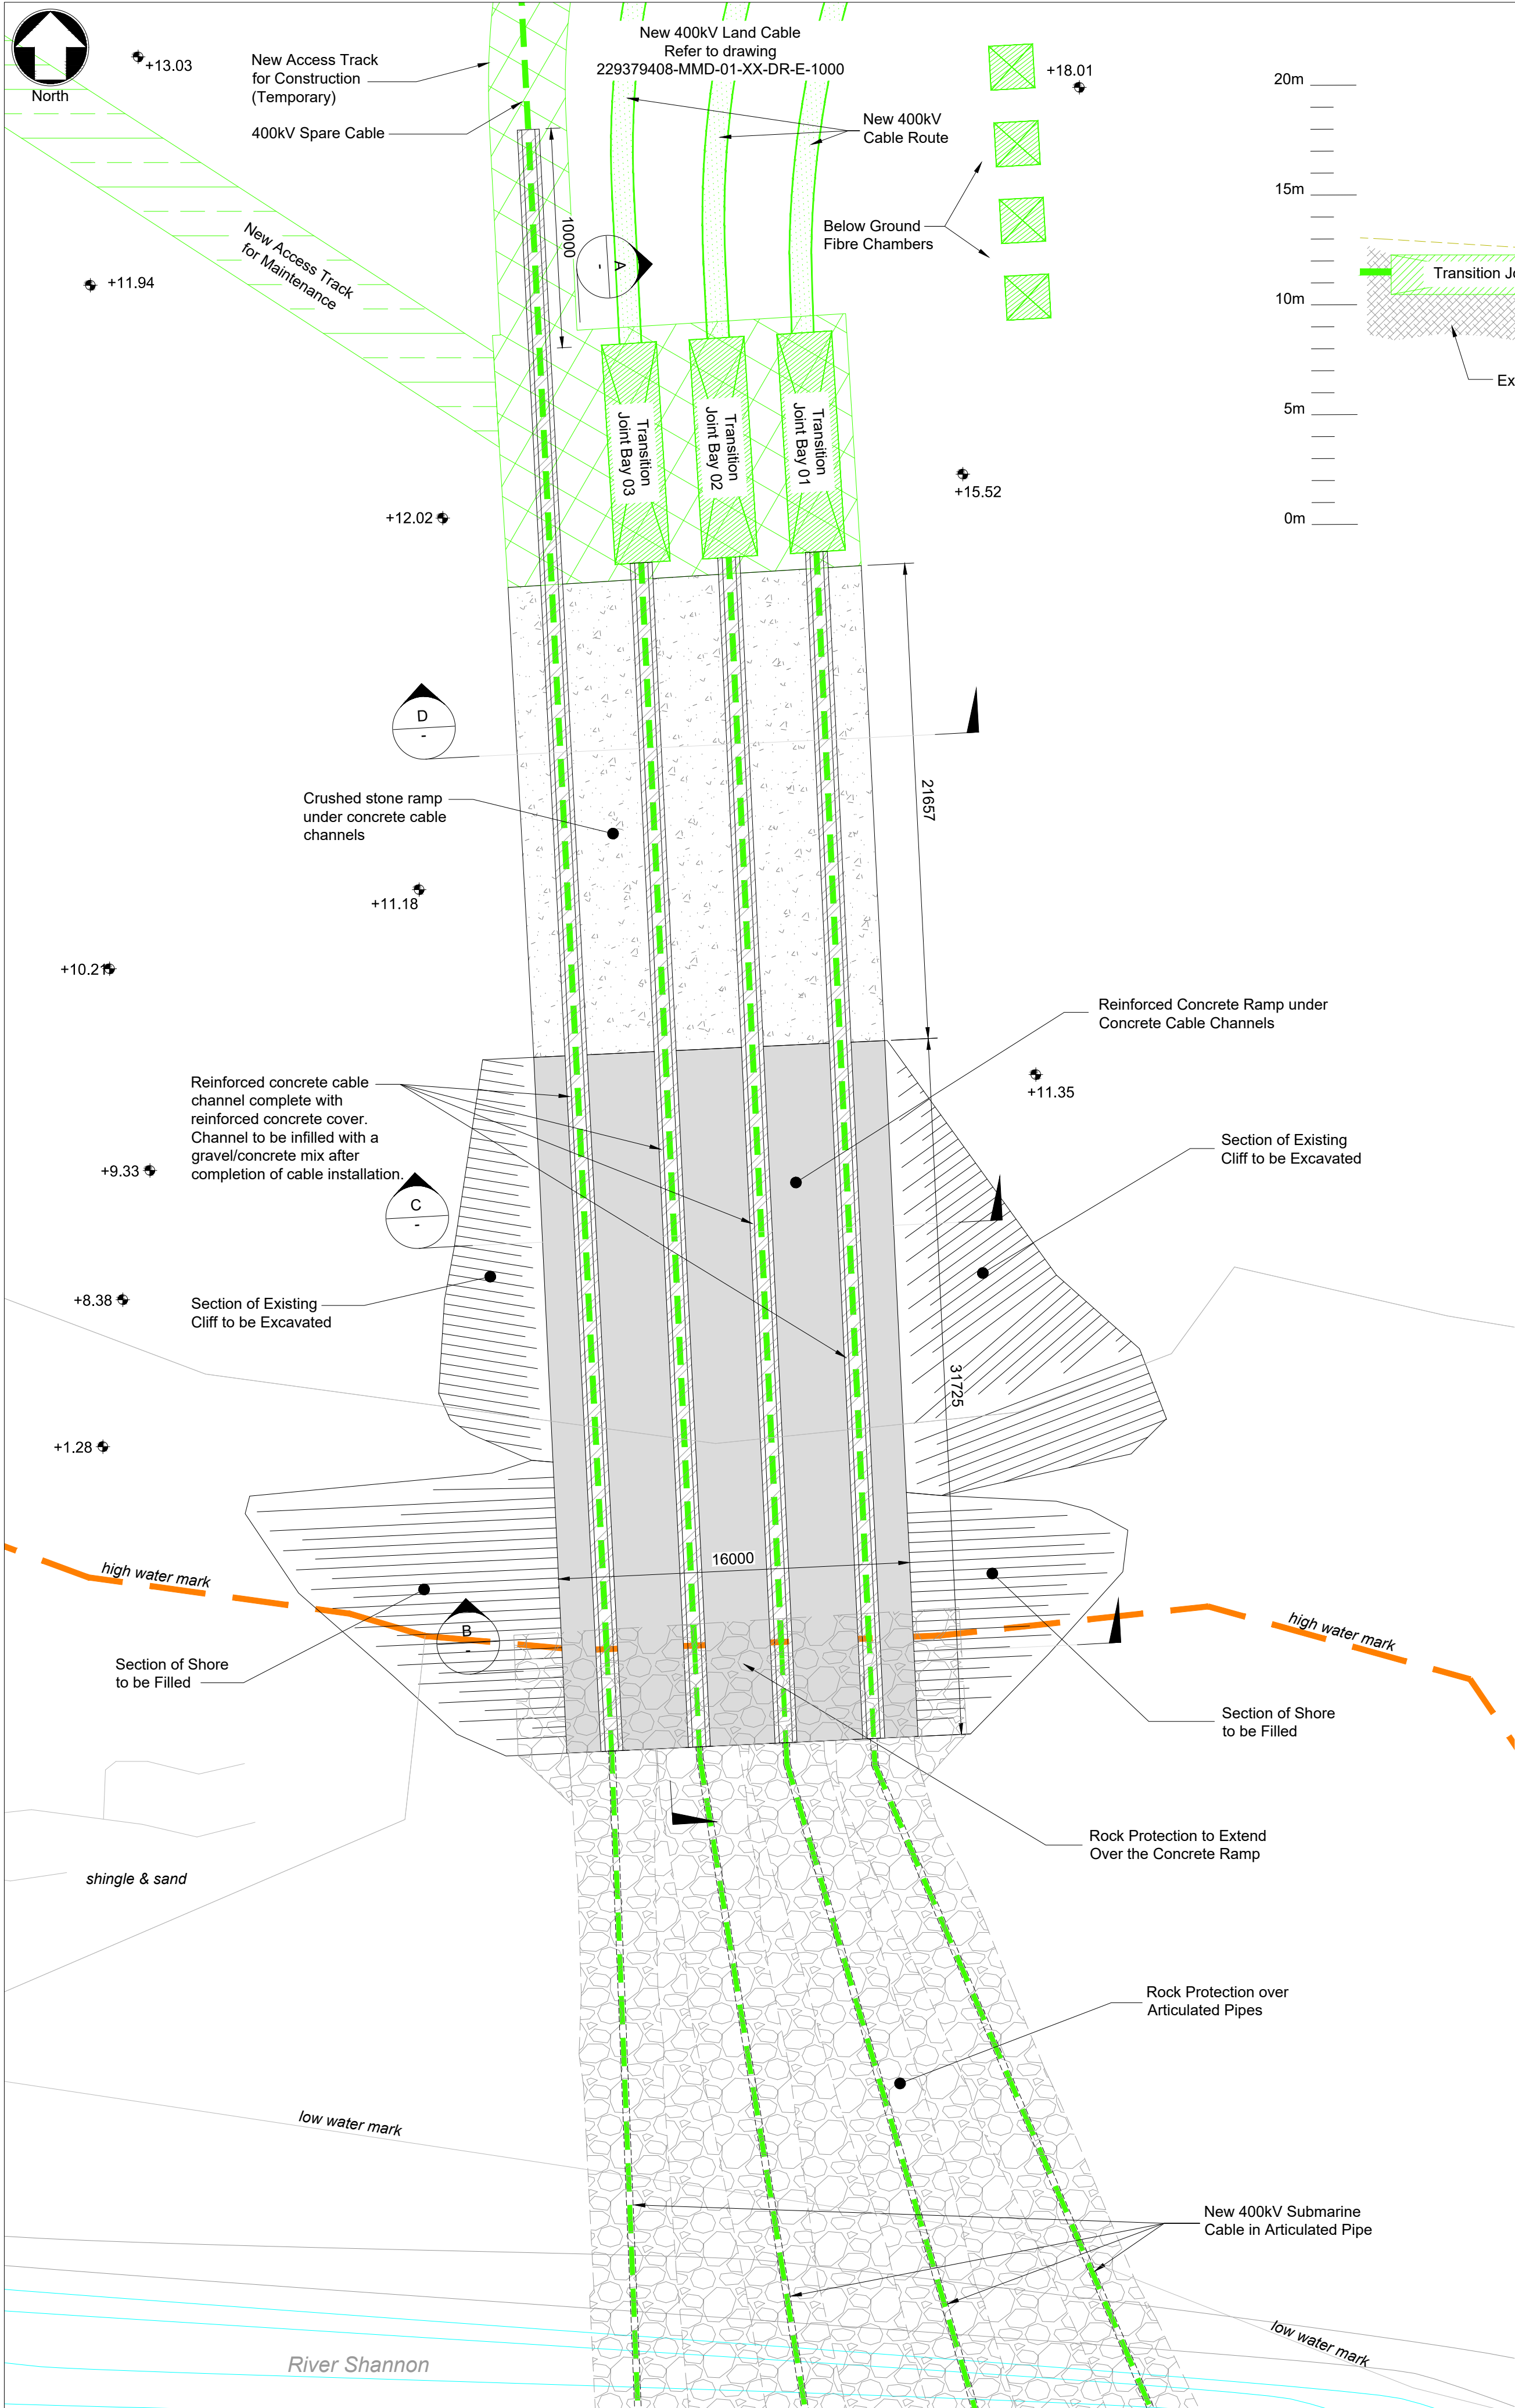 North
+13.03
New Access Track
for Construction
(Temporary)
400kV Spare Cable
New 400kV Land Cable
Refer to drawing
229379408-MMD-01-XX-DR-E-1000
New 400kV
Cable Route
+18.01
Below Ground
Fibre Chambers
20m
15m
10m
5m
0m
Transition Jo
Ex
New Access Track
for Maintenance
+11.94
10000
A
-
Transition
Joint Bay 03
Transition
Joint Bay 02
Transition
Joint Bay 01
+12.02
+15.52
D
-
21657
Crushed stone ramp
under concrete cable
channels
+11.18
+10.21
Reinforced Concrete Ramp under
Concrete Cable Channels
+11.35
Reinforced concrete cable
channel complete with
reinforced concrete cover.
Channel to be infilled with a
gravel/concrete mix after
completion of cable installation.
+9.33
C
-
Section of Existing
Cliff to be Excavated
+8.38
Section of Existing
Cliff to be Excavated
31725
+1.28
16000
high water mark
B
-
high water mark
Section of Shore
to be Filled
Section of Shore
to be Filled
Rock Protection to Extend
Over the Concrete Ramp
shingle & sand
Rock Protection over
Articulated Pipes
low water mark
New 400kV Submarine
Cable in Articulated Pipe
low water mark
River Shannon